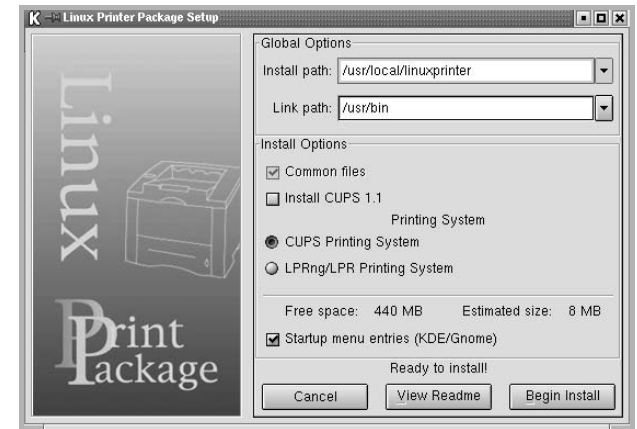 Linux Printer Package Setup
Linux
Print
Package
Global Options
Install path: /usr/local/linuxprinter
Link path: /usr/bin
Install Options
Common files
Install CUPS 1.1
Printing System
CUPS Printing System
LPRng/LPR Printing System
Free space: 440 MB Estimated size: 8 MB
Startup menu entries (KDE/Gnome)
Ready to install!
Cancel View Readme Begin Install